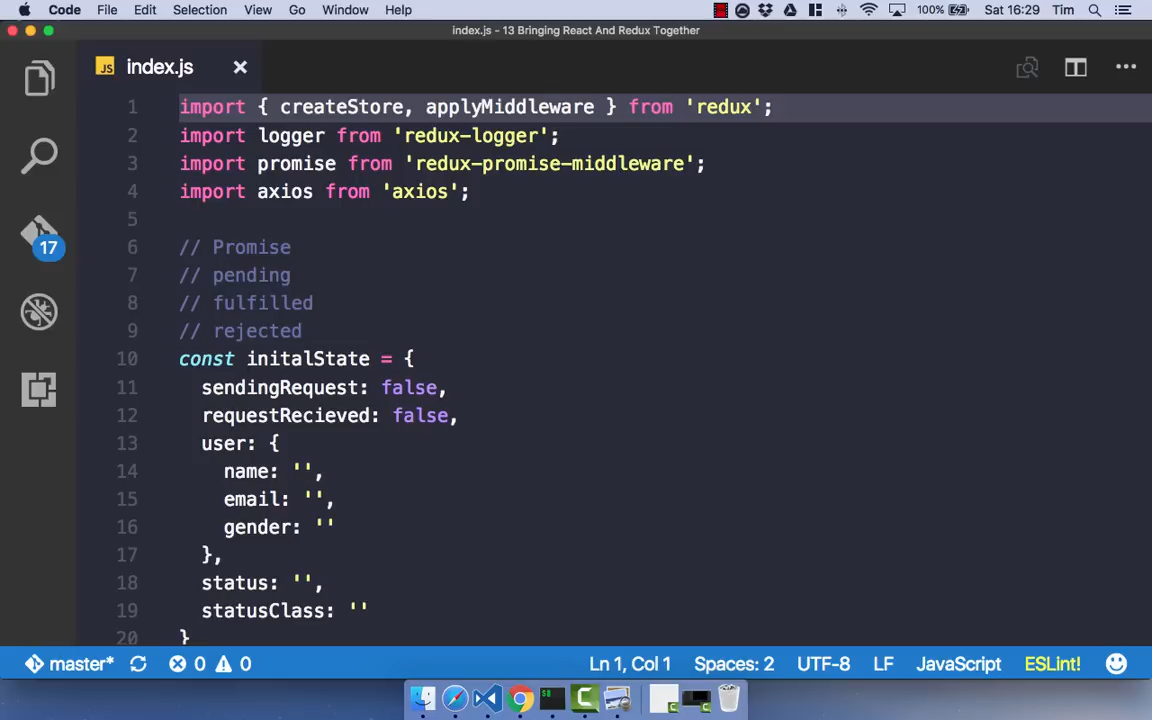 Code File Edit Selection View Go Window Help 100% Sat 16:29 Tim
index.js - 13 Bringing React And Redux Together
JS index.js
1 import { createStore, applyMiddleware } from 'redux';
2 import logger from 'redux-logger';
3 import promise from 'redux-promise-middleware';
4 import axios from 'axios';
5
6 // Promise
7 // pending
8 // fulfilled
9 // rejected
10 const initalState = {
11 sendingRequest: false,
12 requestRecieved: false,
13 user: {
14 name: '',
15 email: '',
16 gender: ''
17 },
18 status: '',
19 statusClass: ''
20 }
17
master* 0 0 Ln 1, Col 1 Spaces: 2 UTF-8 LF JavaScript ESLint!